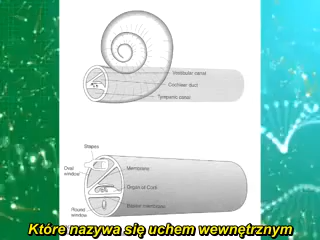 Vestibular canal
Cochlear duct
Tympanic canal
Stapes
Oval
window
Membrane
Organ of Corti
Round
window
Basilar membrane
Które nazywa się uchem wewnętrznym